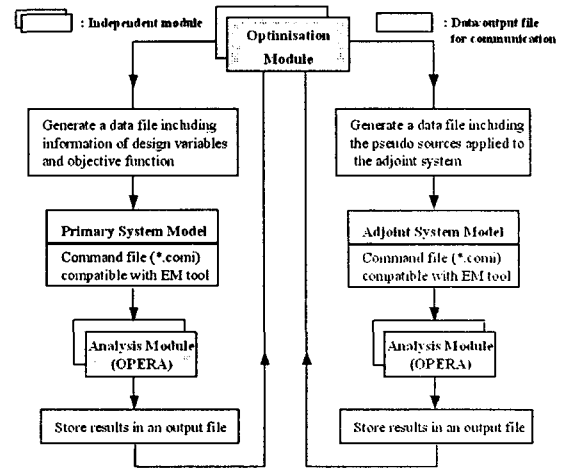 : Independent module
: Data/output file
for communication
Optimisation
Module
Generate a data file including
information of design variables
and objective function
Generate a data file including
the pseudo sources applied to
the adjoint system
Primary System Model
Command file (*.comi)
compatible with EM tool
Adjoint System Model
Command file (*.comi)
compatible with EM tool
Analysis Module
(OPERA)
Analysis Module
(OPERA)
Store results in an output file
Store results in an output file